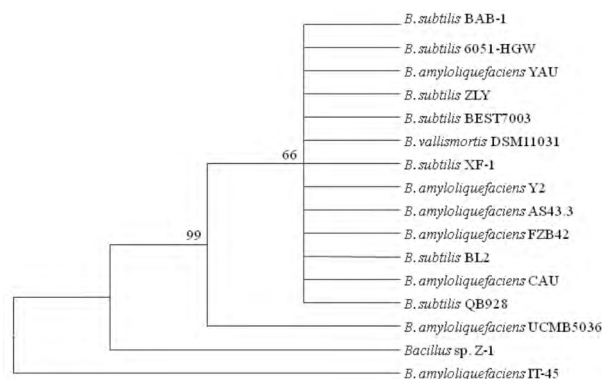 B. subtilis BAB-1
B. subtilis 6051-HGW
B. amyloliquefaciens YAU
B. subtilis ZLY
B. subtilis BEST7003
B. vallismortis DSM11031
66
B. subtilis XF-1
B. amyloliquefaciens Y2
B. amyloliquefaciens AS43.3
99
B. amyloliquefaciens FZB42
B. subtilis BL2
B. amyloliquefaciens CAU
B. subtilis QB928
B. amyloliquefaciens UCMB5036
Bacillus sp. Z-1
B. amyloliquefaciens IT-45